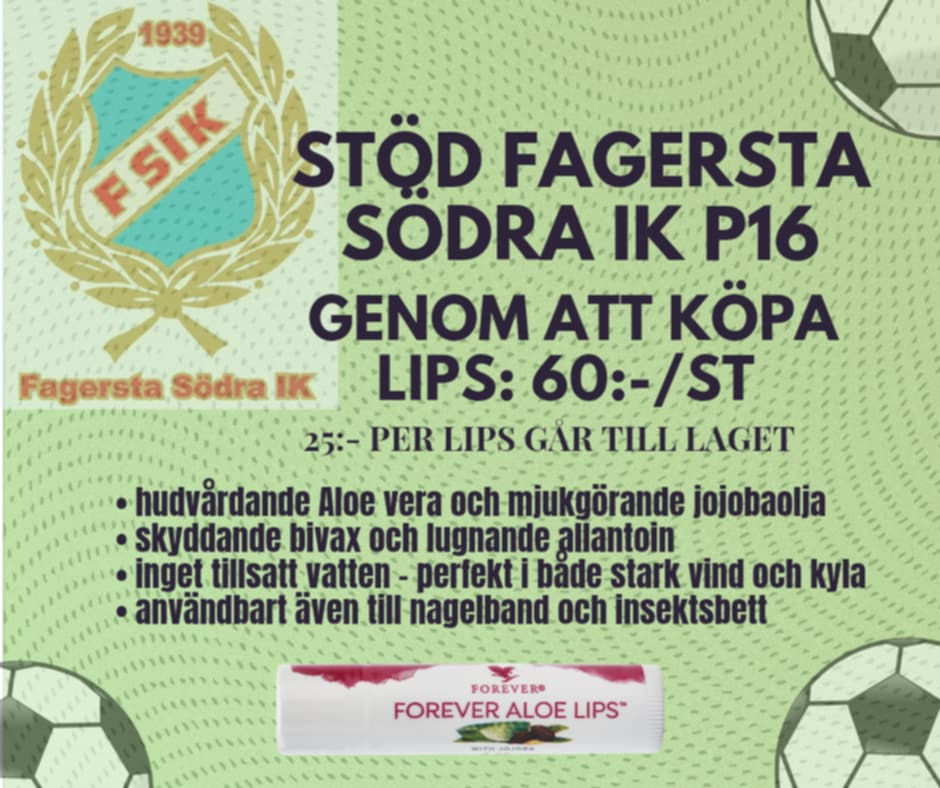 1939
FSIK
Fagersta Södra IK
STÖD FAGERSTA
SÖDRA IK P16
GENOM ATT KÖPA
LIPS: 60:-/ST
25:- PER LIPS GÅR TILL LAGET
• hudvårdande Aloe vera och mjukgörande jojobaolja
• skyddande bivax och lugnande allantoin
• inget tillsatt vatten - perfekt i både stark vind och kyla
• användbart även till nagelband och insektsbett
FOREVER®
FOREVER ALOE LIPS™
WITH JOJOBA